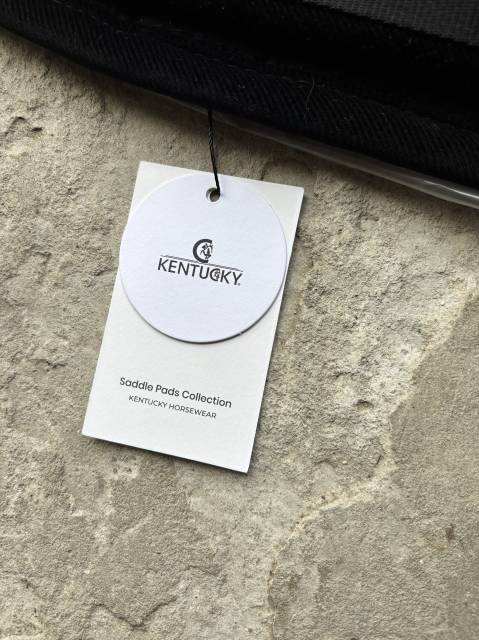 KENTUCKY
Saddle Pads Collection
KENTUCKY HORSEWEAR